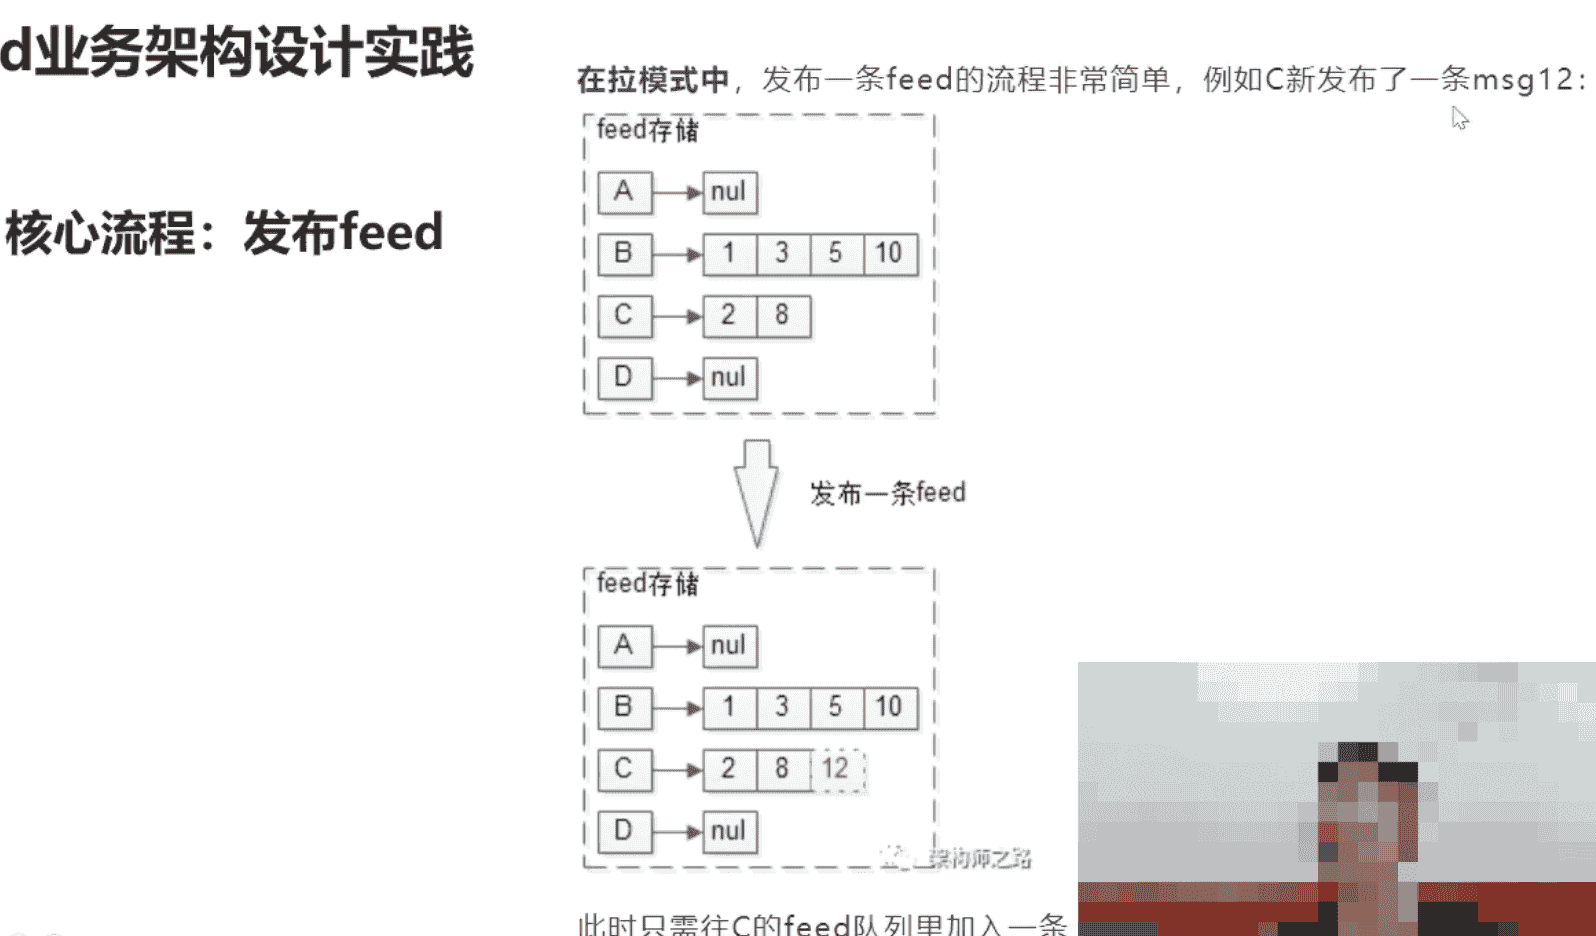 d业务架构设计实践
在拉模式中，发布一条feed的流程非常简单，例如C新发布了一条msg12：
核心流程：发布feed
feed存储
A nul
B 1 3 5 10
C 2 8
D nul
发布一条feed
feed存储
A nul
B 1 3 5 10
C 2 8 12
D nul
架构师之路
此时只需往C的feed队列里加入一条